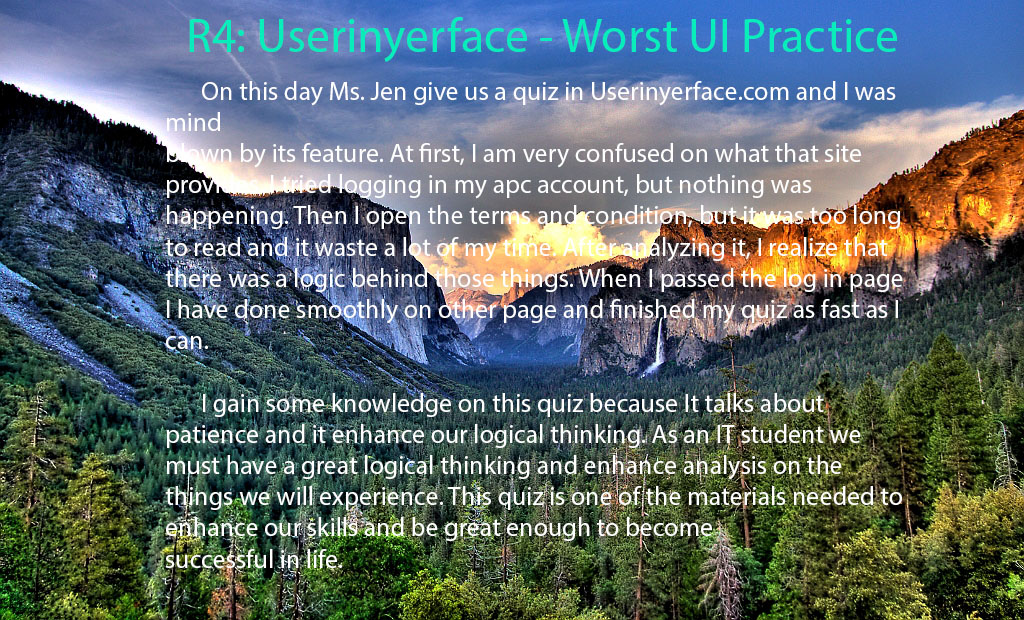 R4: Userinyerface - Worst UI Practice
On this day Ms. Jen give us a quiz in Userinyerface.com and I was
mind
blown by its feature. At first, I am very confused on what that site
I tried logging in my apc account, but nothing was
happening. Then I open the terms and condition, but it was too long
to read and it waste a lot of my time. After analyzing it, I realize that
there was a logic behind those things. When I passed the log in page
I have done smoothly on other page and finished my quiz as fast as I
can.
I gain some knowledge on this quiz because It talks about
patience and it enhance our logical thinking. As an IT student we
must have a great logical thinking and enhance analysis on the
things we will experience. This quiz is one of the materials needed to
enhance our skills and be great enough to become
successful in life.